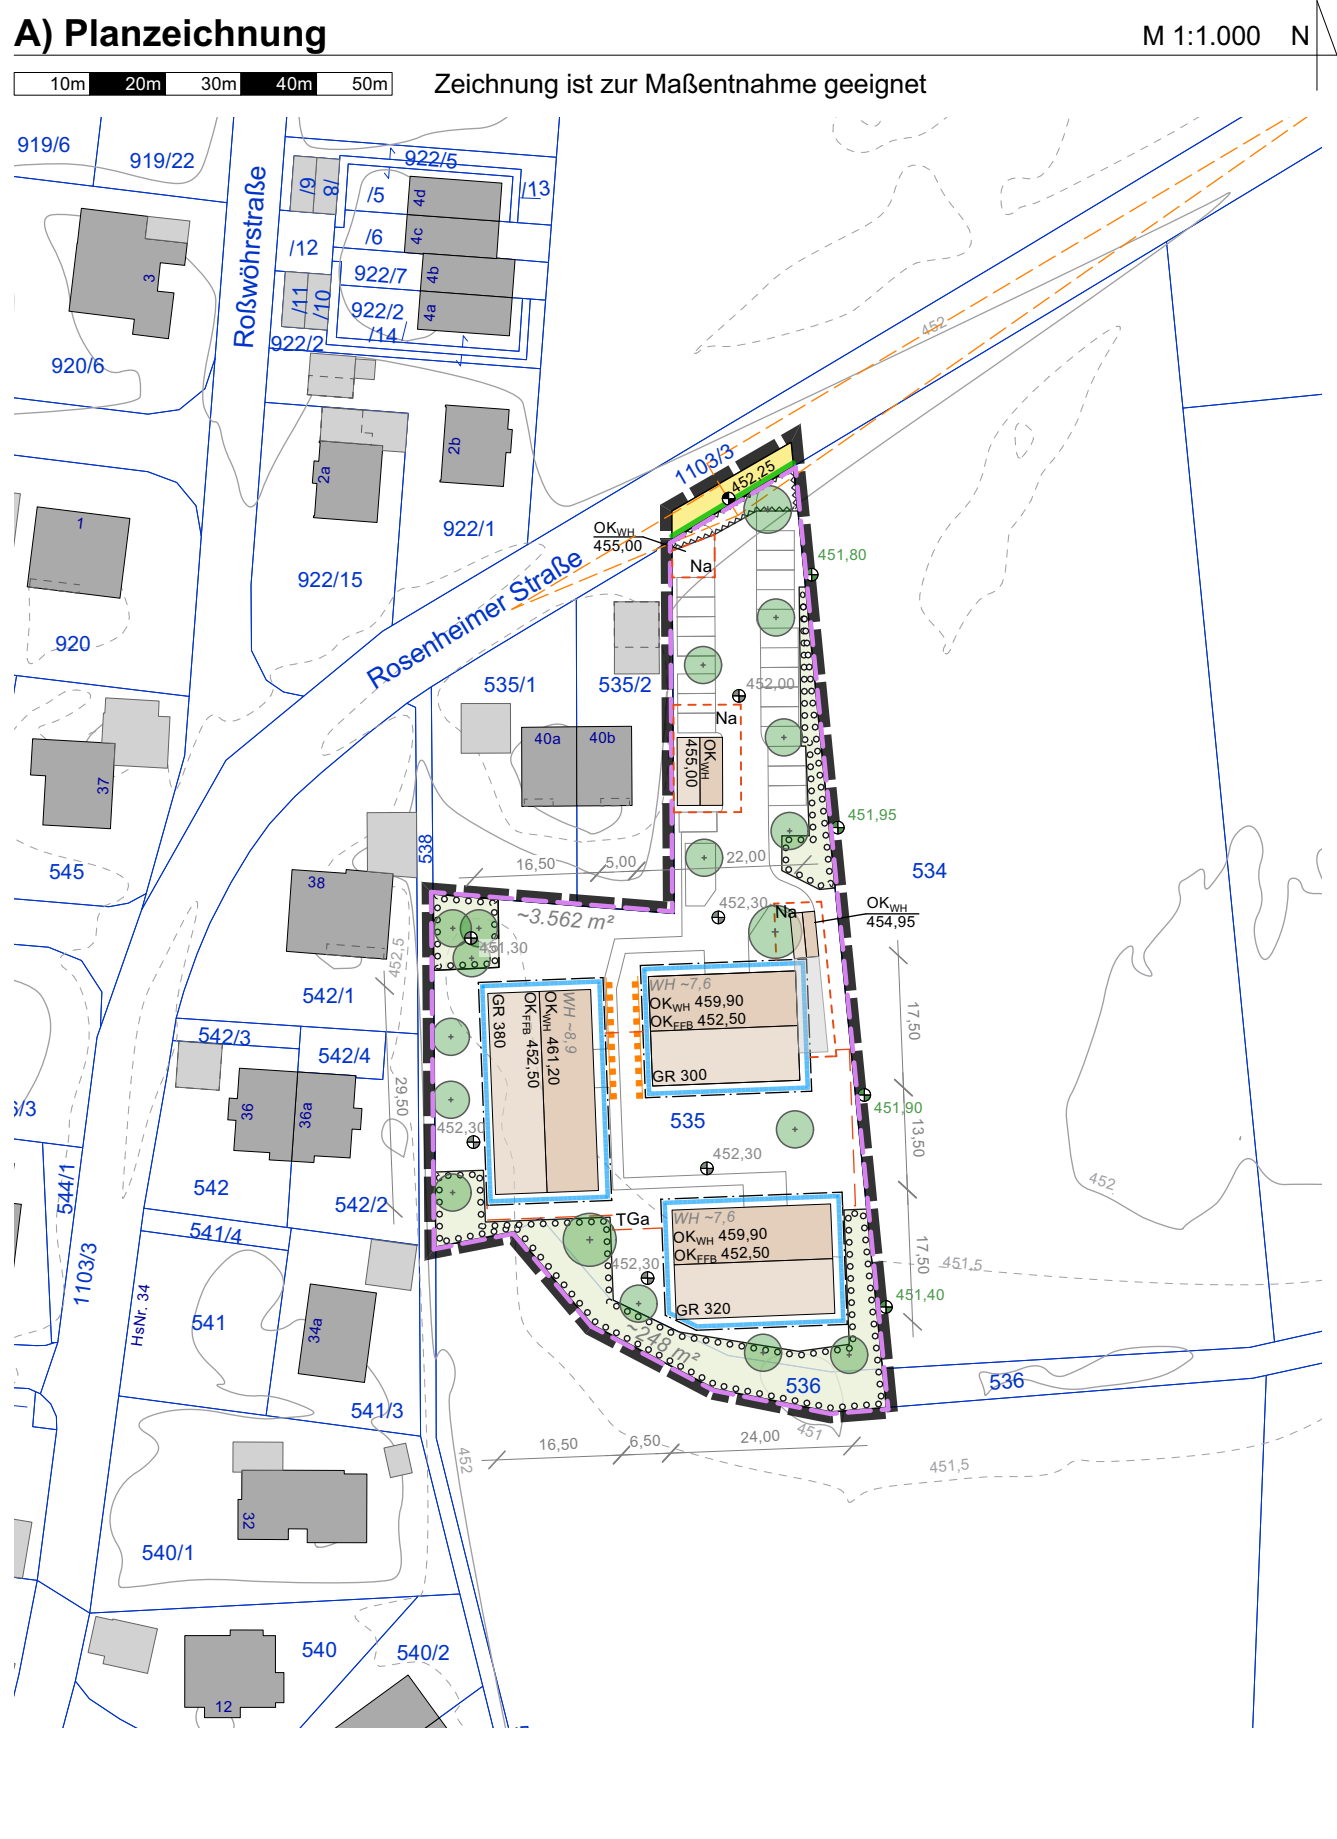 A) Planzeichnung
M 1:1.000
N
10m 20m 30m 40m 50m
Zeichnung ist zur Maßentnahme geeignet
919/6
919/22
Roßwöhrstraße
922/5
/9
/8
/5
4d
/13
/12
/6
4c
922/7
4b
/11
/10
922/2
4a
/14
922/2
3
920/6
452
2b
2a
1103/3
452,25
1
922/1
OKWH
455,00
451,80
Na
922/15
Rosenheimer Straße
920
535/1
535/2
452,00
Na
40a
40b
OKWH
455,00
37
451,95
545
538
16,50
5,00
22,00
534
38
~3.562 m²
452,30
Na
OKWH
454,95
451,30
452,5
WH ~7,6
OKWH 459,90
OKFFB 452,50
GR 300
542/1
GR 380
OKFFB 452,50
OKWH 461,20
WH ~8,9
17,50
542/3
542/4
36
36a
29,50
535
451,90
6/3
452,30
452,30
13,50
544/1
542
542/2
452
TGa
WH ~7,6
OKWH 459,90
OKFFB 452,50
GR 320
541/4
452,30
17,50
451,5
1103/3
HsNr. 34
541
34a
451,40
~248 m²
536
536
541/3
451
16,50
6,50
24,00
452
451,5
32
540/1
540
540/2
12